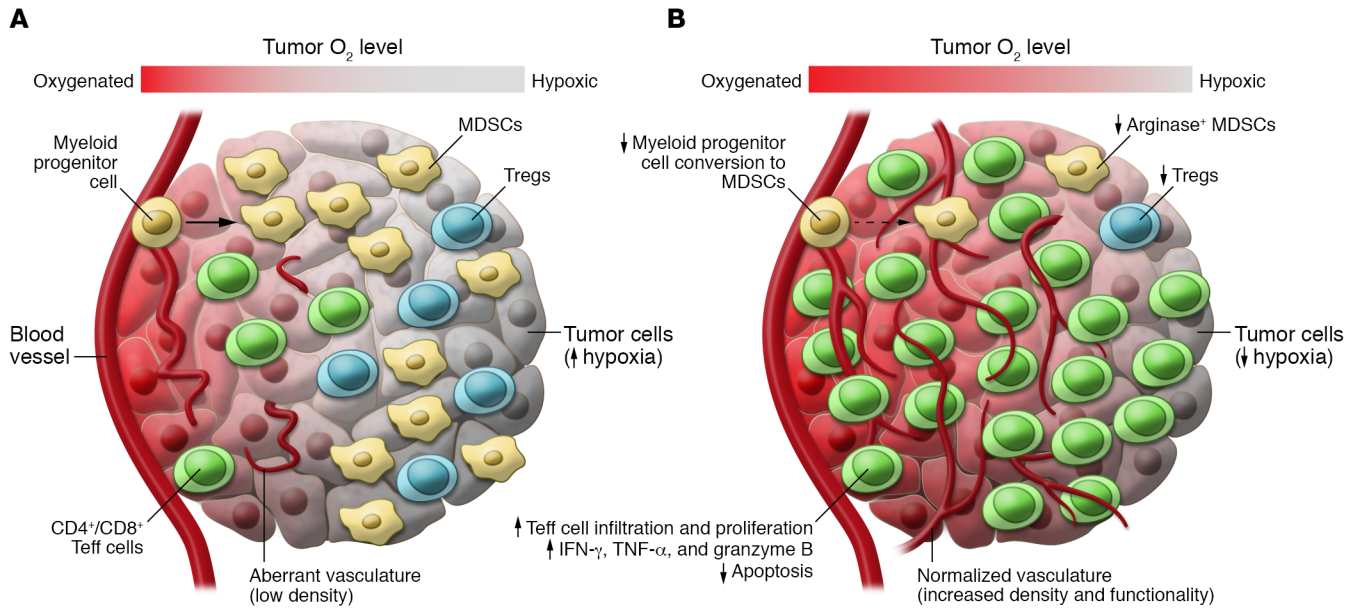 A
Tumor O₂ level
Oxygenated
Hypoxic
Myeloid
progenitor
cell
MDSCs
Tregs
Blood
vessel
Tumor cells
(↑ hypoxia)
CD4⁺/CD8⁺
Teff cells
Aberrant vasculature
(low density)
B
Tumor O₂ level
Oxygenated
Hypoxic
↓ Myeloid progenitor
cell conversion to
MDSCs
↓ Arginase⁺ MDSCs
↓ Tregs
Tumor cells
(↓ hypoxia)
↑ Teff cell infiltration and proliferation
↑ IFN-γ, TNF-α, and granzyme B
↓ Apoptosis
Normalized vasculature
(increased density and functionality)